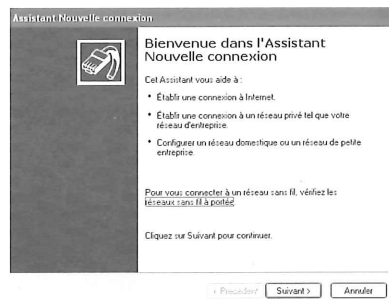 Assistant Nouvelle connexion
Bienvenue dans l'Assistant
Nouvelle connexion
Cet Assistant vous aide à :
• Établir une connexion à Internet.
• Établir une connexion à un réseau privé tel que votre
réseau d'entreprise.
• Configurer un réseau domestique ou un réseau de petite
entreprise.
Pour vous connecter à un réseau sans fil, vérifiez les
réseaux sans fil à portée.
Cliquez sur Suivant pour continuer.
< Précédent Suivant > Annuler